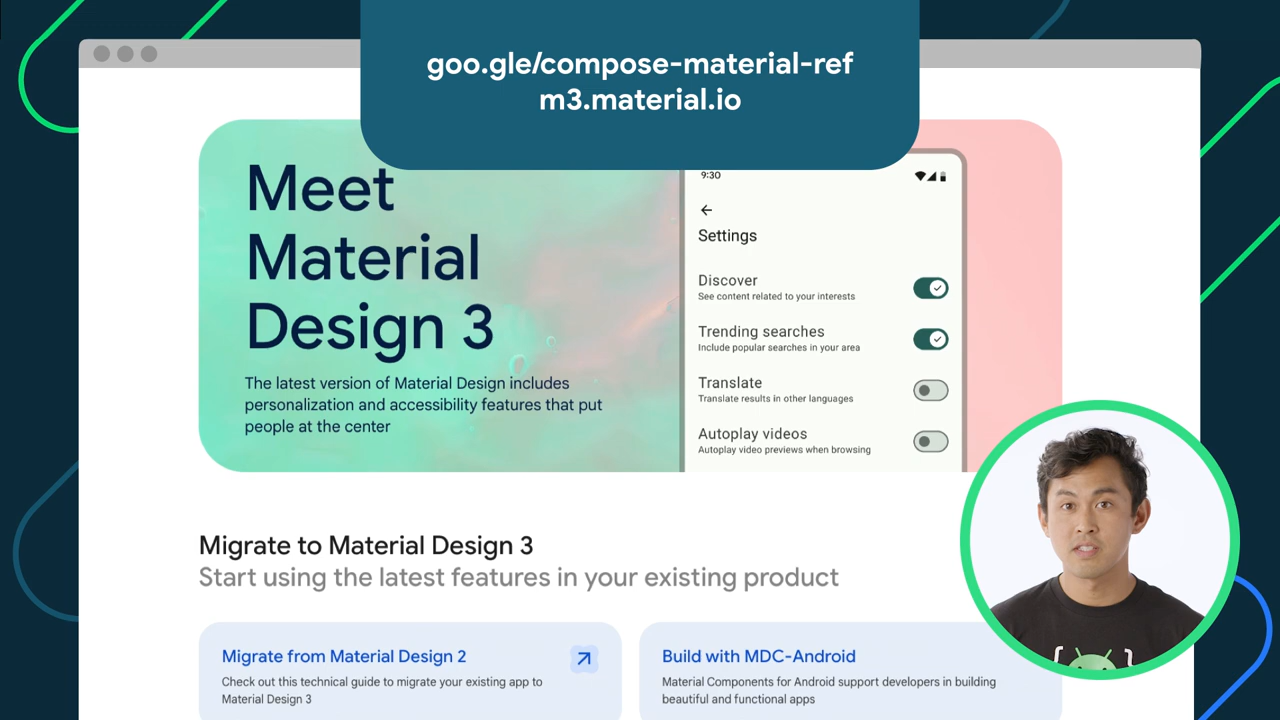 goo.gle/compose-material-ref
m3.material.io
Meet
Material
Design 3
The latest version of Material Design includes
personalization and accessibility features that put
people at the center
9:30
Settings
Discover
See content related to your interests
Trending searches
Include popular searches in your area
Translate
Translate results in other languages
Autoplay videos
Autoplay video previews when browsing
Migrate to Material Design 3
Start using the latest features in your existing product
Migrate from Material Design 2
Check out this technical guide to migrate your existing app to
Material Design 3
Build with MDC-Android
Material Components for Android support developers in building
beautiful and functional apps
{ }